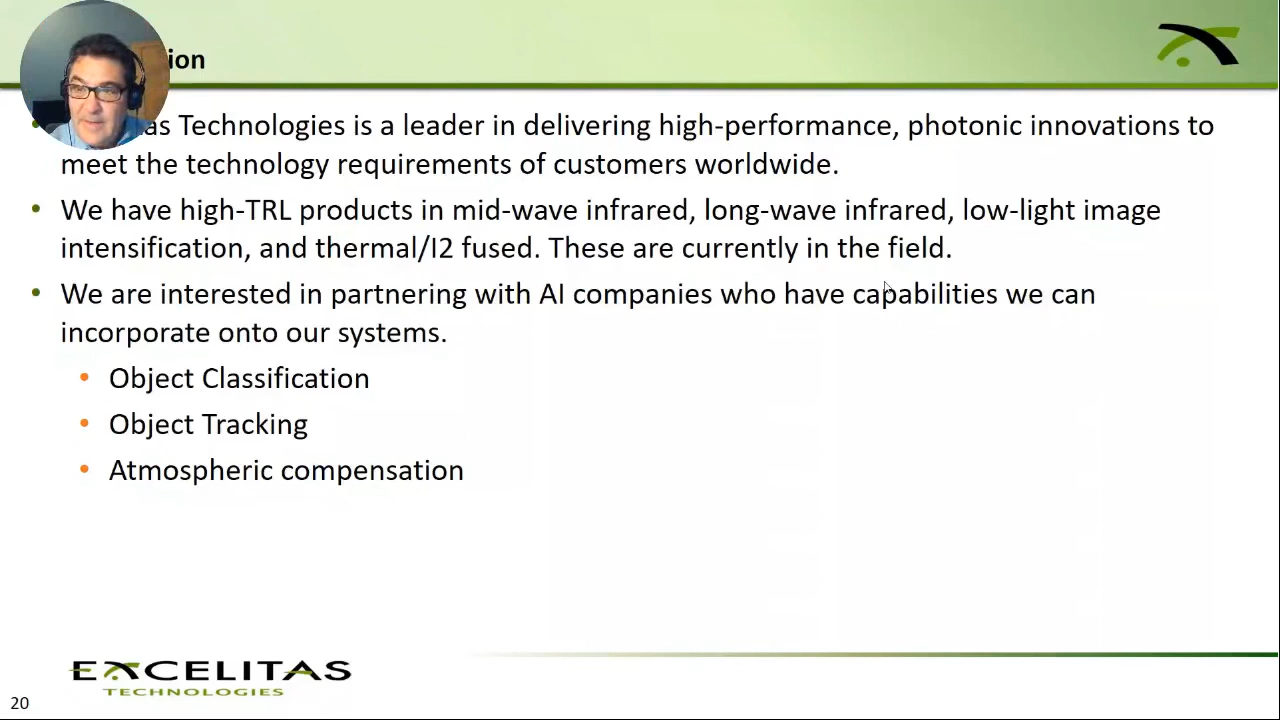 ion
as Technologies is a leader in delivering high-performance, photonic innovations to
meet the technology requirements of customers worldwide.
• We have high-TRL products in mid-wave infrared, long-wave infrared, low-light image
intensification, and thermal/I2 fused. These are currently in the field.
• We are interested in partnering with AI companies who have capabilities we can
incorporate onto our systems.
• Object Classification
• Object Tracking
• Atmospheric compensation
EXCELITAS
TECHNOLOGIES
20